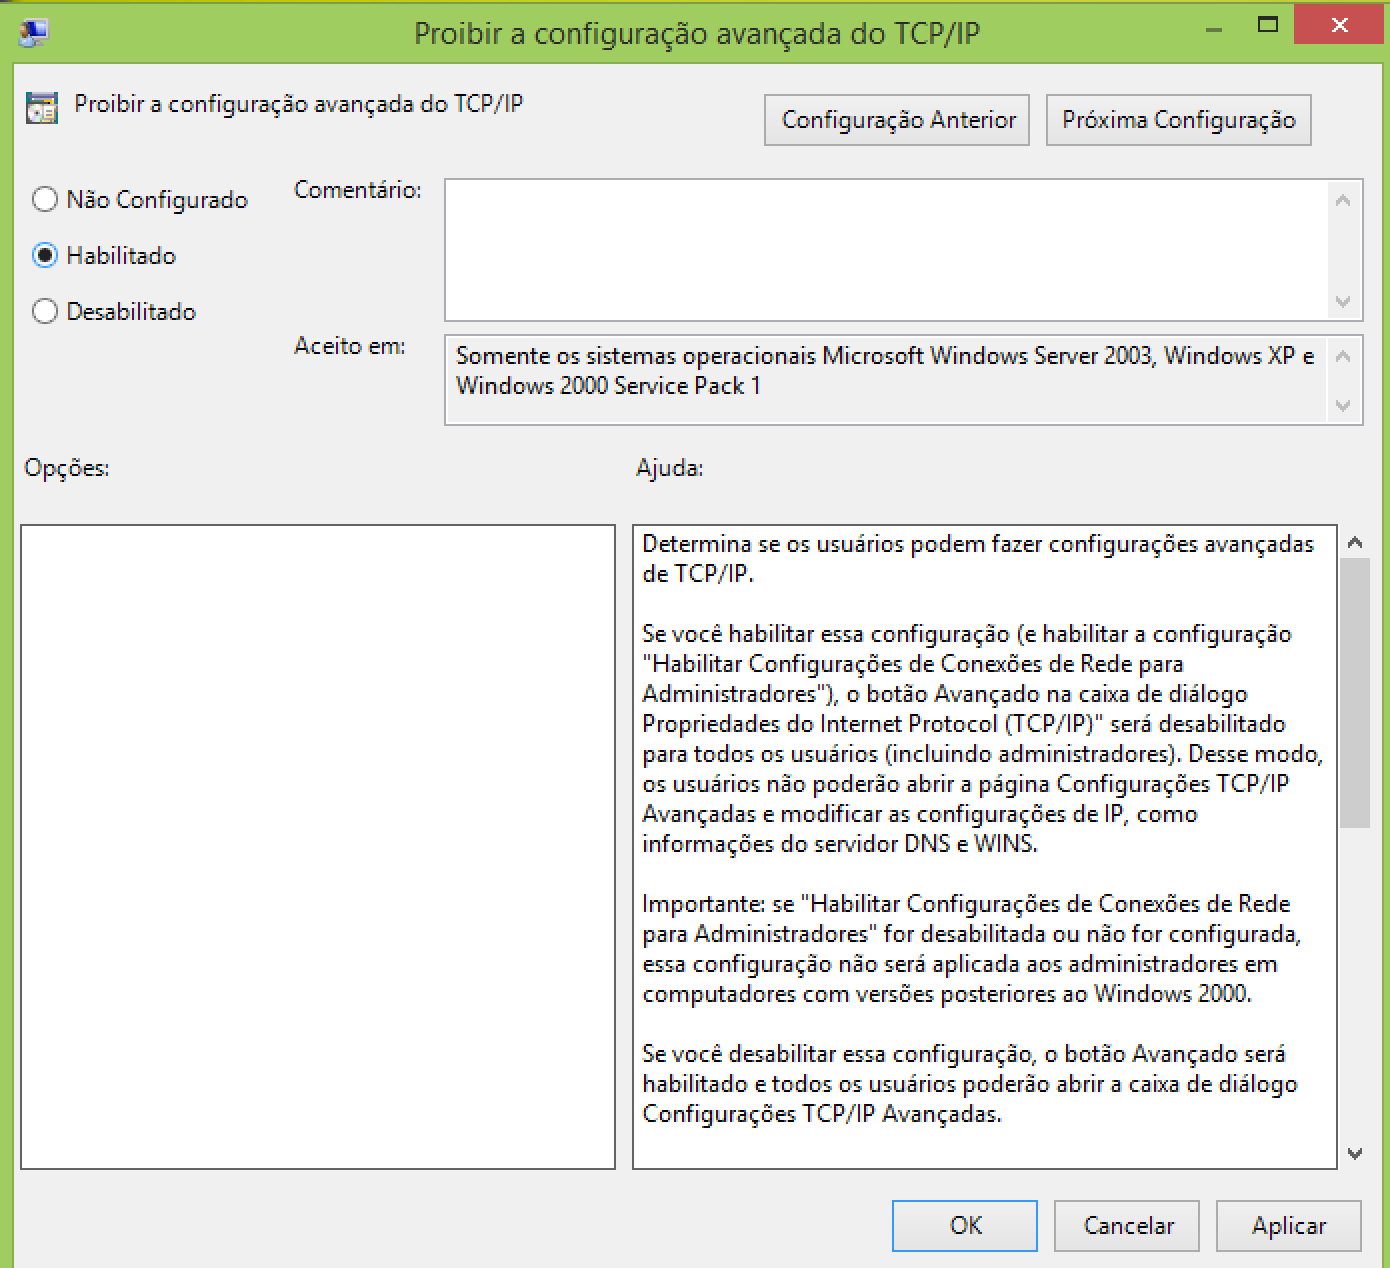 Proibir a configuração avançada do TCP/IP
Proibir a configuração avançada do TCP/IP
Configuração Anterior
Próxima Configuração
Não Configurado
Habilitado
Desabilitado
Comentário:
Aceito em:
Somente os sistemas operacionais Microsoft Windows Server 2003, Windows XP e
Windows 2000 Service Pack 1
Opções:
Ajuda:
Determina se os usuários podem fazer configurações avançadas
de TCP/IP.
Se você habilitar essa configuração (e habilitar a configuração
"Habilitar Configurações de Conexões de Rede para
Administradores"), o botão Avançado na caixa de diálogo
Propriedades do Internet Protocol (TCP/IP)" será desabilitado
para todos os usuários (incluindo administradores). Desse modo,
os usuários não poderão abrir a página Configurações TCP/IP
Avançadas e modificar as configurações de IP, como
informações do servidor DNS e WINS.
Importante: se "Habilitar Configurações de Conexões de Rede
para Administradores" for desabilitada ou não for configurada,
essa configuração não será aplicada aos administradores em
computadores com versões posteriores ao Windows 2000.
Se você desabilitar essa configuração, o botão Avançado será
habilitado e todos os usuários poderão abrir a caixa de diálogo
Configurações TCP/IP Avançadas.
OK
Cancelar
Aplicar